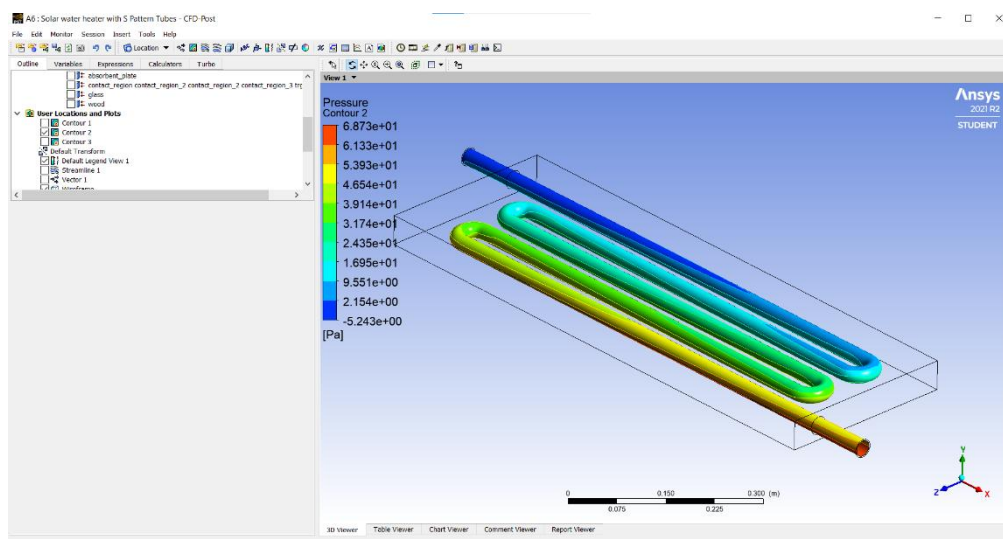 A6 : Solar water heater with S Pattern Tubes - CFD-Post
File Edit Monitor Session Insert Tools Help
Location
Outline Variables Expressions Calculators Turbo
absorbent_plate
contact_region contact_region_2 contact_region_2 contact_region_3 trg
glass
wood
User Locations and Plots
Contour 1
Contour 2
Contour 3
Default Transform
Default Legend View 1
Streamline 1
Vector 1
Wireframe
View 1
Pressure
Contour 2
6.873e+01
6.133e+01
5.393e+01
4.654e+01
3.914e+01
3.174e+01
2.435e+01
1.695e+01
9.551e+00
2.154e+00
-5.243e+00
[Pa]
Ansys
2021 R2
STUDENT
0 0.150 0.300 (m)
0.075 0.225
Y
Z X
3D Viewer Table Viewer Chart Viewer Comment Viewer Report Viewer